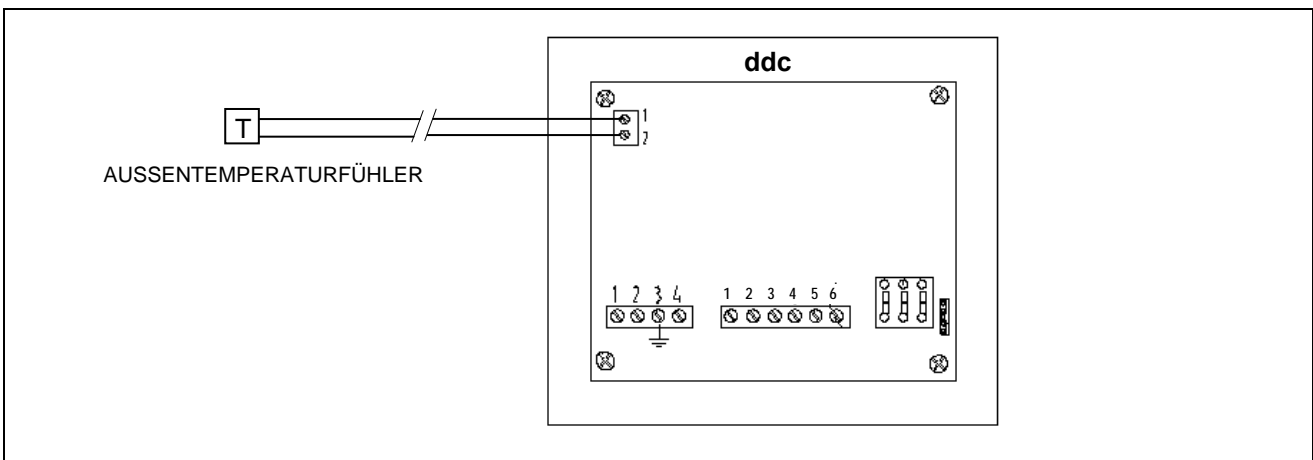 ddc
1
T
2
AUSSENTEMPERATURFÜHLER
1 2 3 4
1 2 3 4 5 6